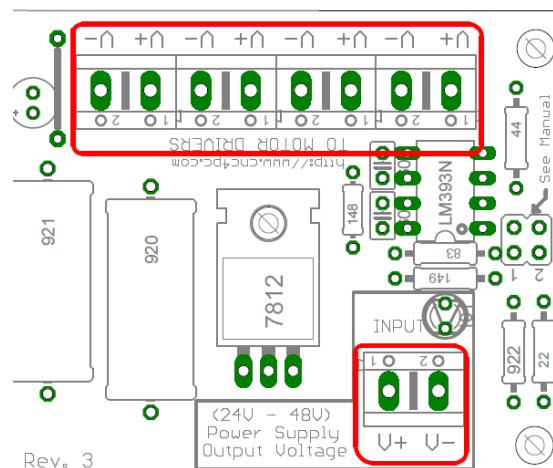 V+ V- V+ V- V+ V- V+ V-
1 2 1 2 1 2 1 2
http://www.cnc4pc.com
TO MOTOR DRIVERS
+
44
See Manual
LM393N
148
921
920
83
149
1 2
7812
INPUT
922
22
1 2
V+ V-
(24V - 48V)
Power Supply
Output Voltage
Rev. 3